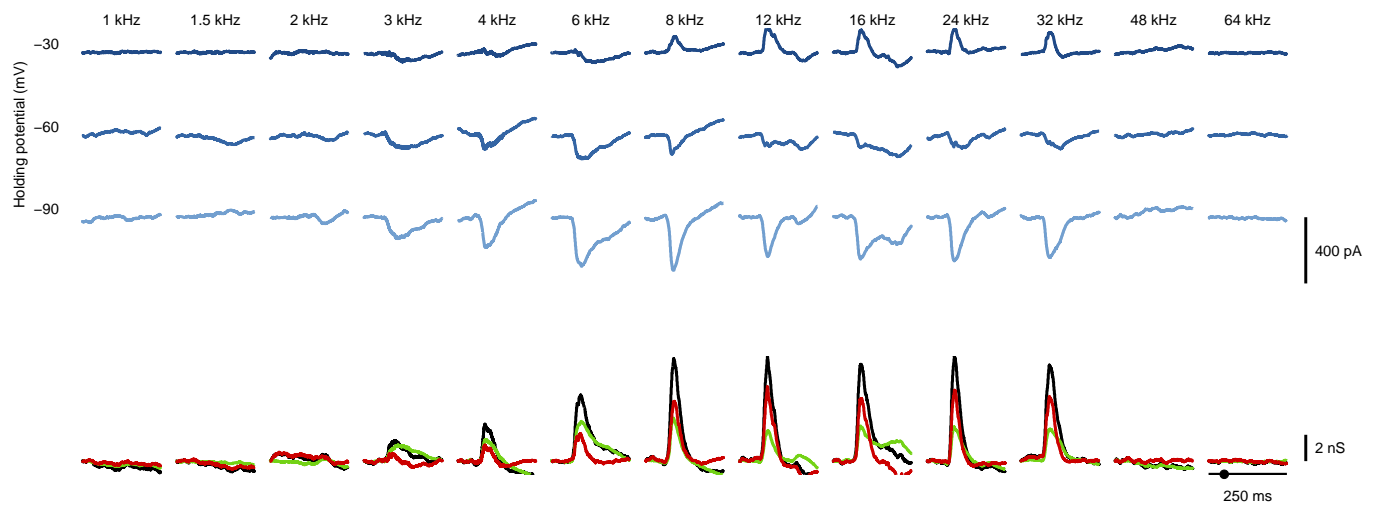 1 kHz 1.5 kHz 2 kHz 3 kHz 4 kHz 6 kHz 8 kHz 12 kHz 16 kHz 24 kHz 32 kHz 48 kHz 64 kHz
–30
–60
–90
Holding potential (mV)
400 pA
2 nS
250 ms